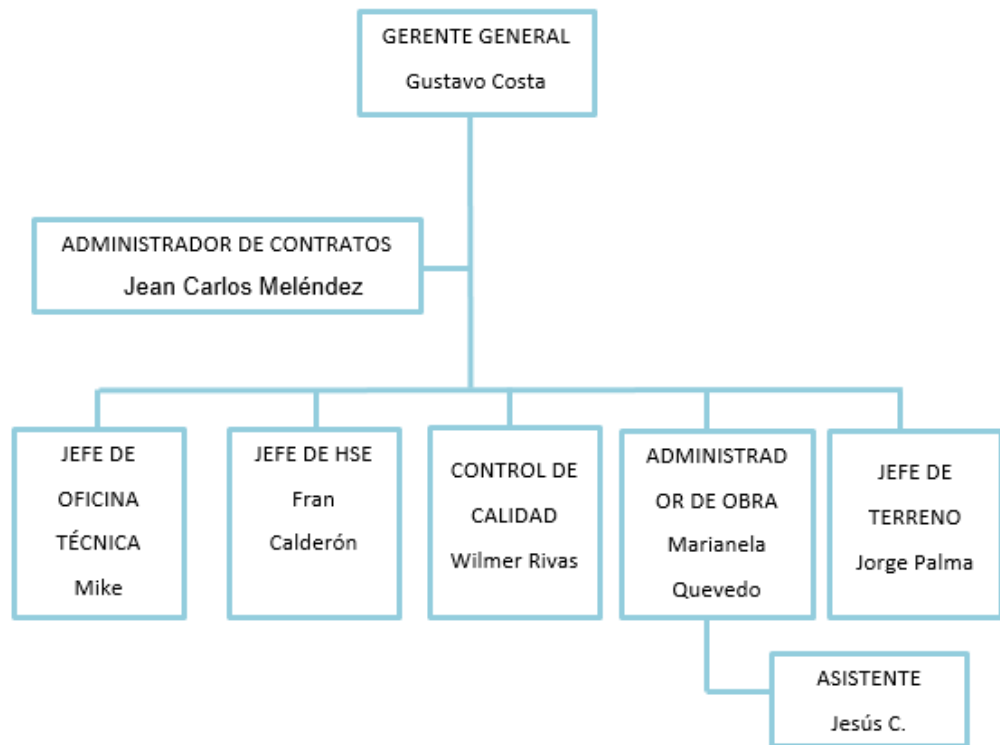 GERENTE GENERAL
Gustavo Costa
ADMINISTRADOR DE CONTRATOS
Jean Carlos Meléndez
JEFE DE
OFICINA
TÉCNICA
Mike
JEFE DE HSE
Fran
Calderón
CONTROL DE
CALIDAD
Wilmer Rivas
ADMINISTRAD
OR DE OBRA
Marianela
Quevedo
JEFE DE
TERRENO
Jorge Palma
ASISTENTE
Jesús C.